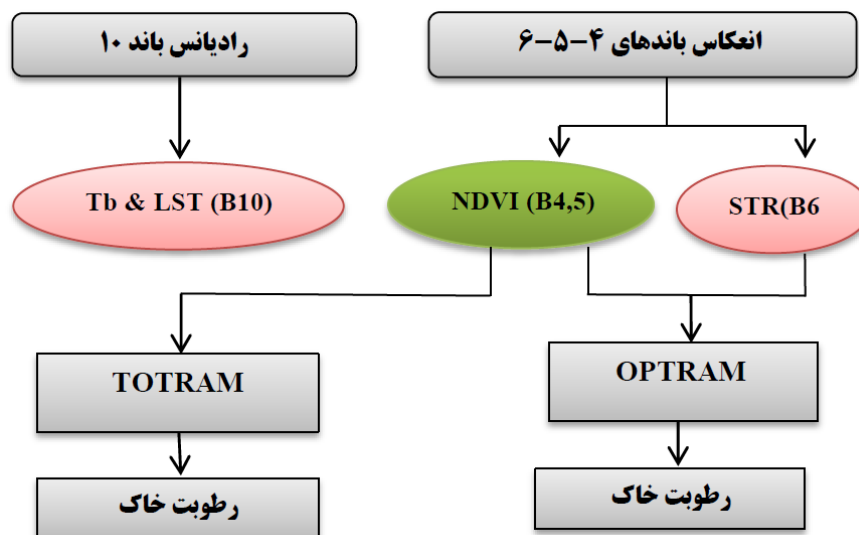 رادیانس باند ۱۰
انعکاس باندهای ۴-۵-۶
Tb & LST (B10)
NDVI (B4,5)
STR(B6
TOTRAM
OPTRAM
رطوبت خاک
رطوبت خاک